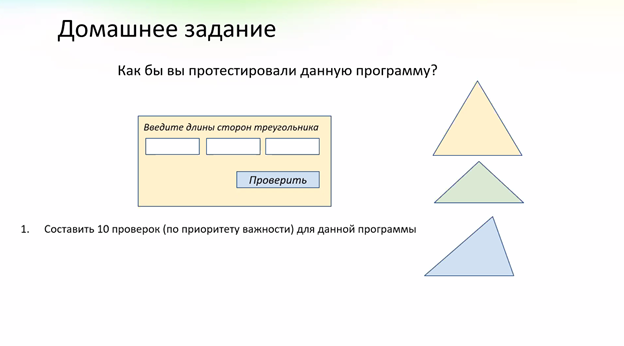 Домашнее задание
Как бы вы протестировали данную программу?
Введите длины сторон треугольника
Проверить
1. Составить 10 проверок (по приоритету важности) для данной программы